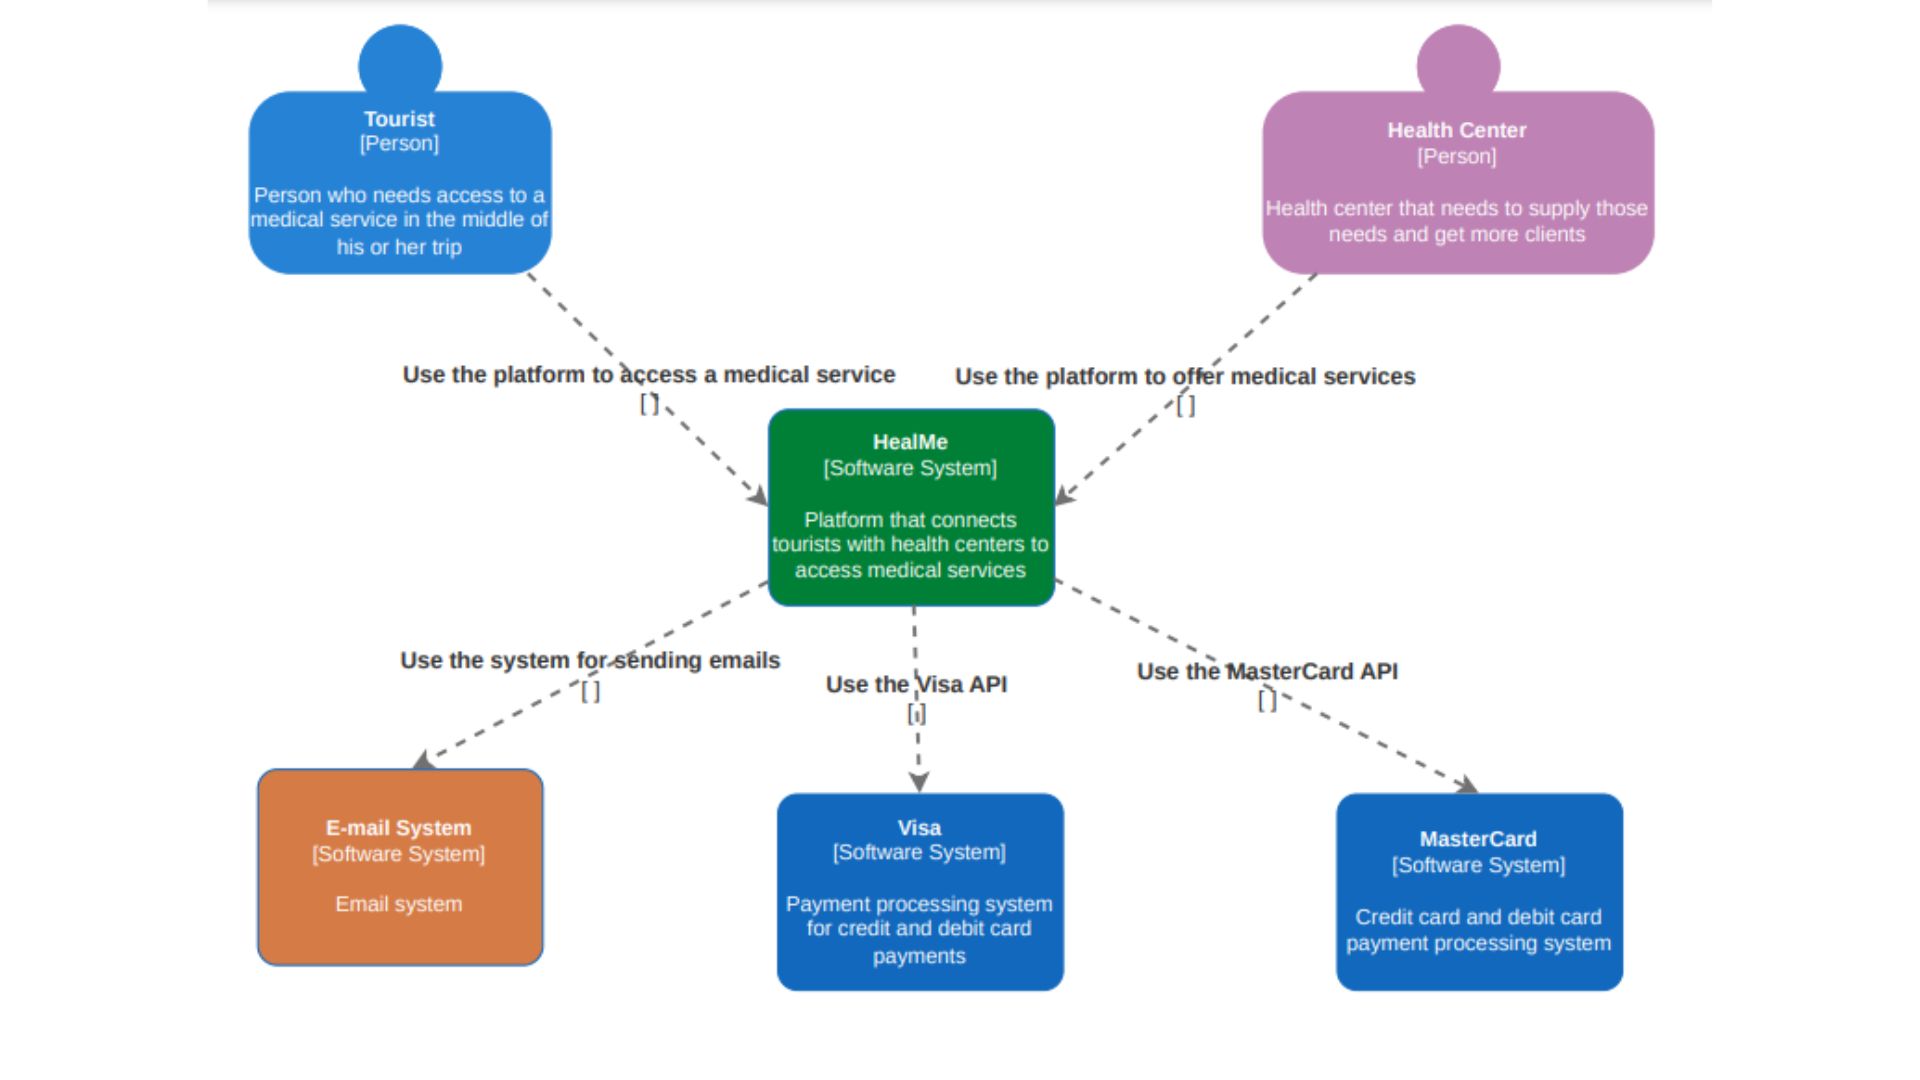 Tourist
[Person]
Person who needs access to a
medical service in the middle of
his or her trip
Health Center
[Person]
Health center that needs to supply those
needs and get more clients
Use the platform to access a medical service
[ ]
Use the platform to offer medical services
[ ]
HealMe
[Software System]
Platform that connects
tourists with health centers to
access medical services
Use the system for sending emails
[ ]
Use the Visa API
[ ]
Use the MasterCard API
[ ]
E-mail System
[Software System]
Email system
Visa
[Software System]
Payment processing system
for credit and debit card
payments
MasterCard
[Software System]
Credit card and debit card
payment processing system